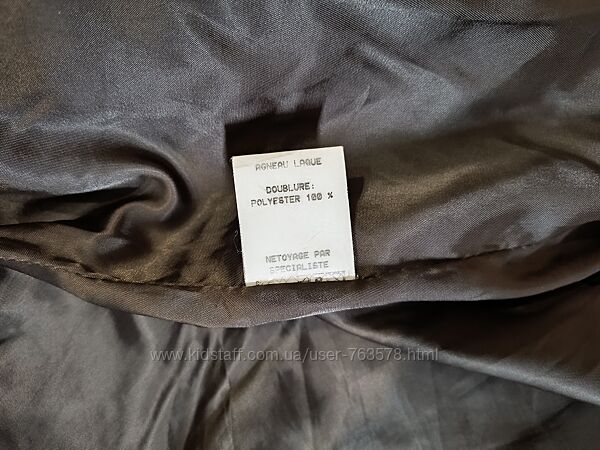 AGNEAU LAQUE
DOUBLURE:
POLYESTER 100 %
NETOYAGE PAR
SPECIALISTE
www.kidstaff.com.ua/user-763578.html